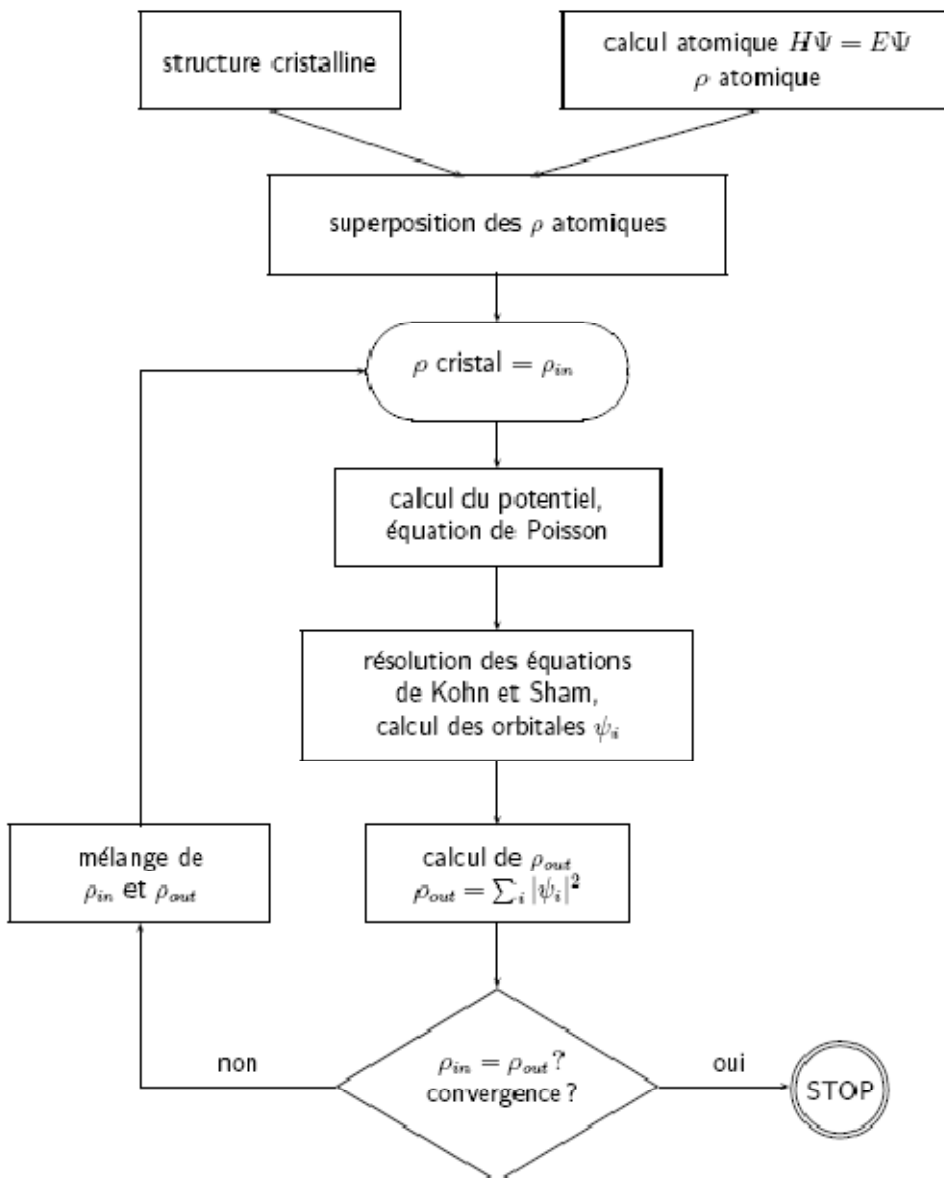 structure cristalline
calcul atomique HΨ = EΨ
ρ atomique
superposition des ρ atomiques
ρ cristal = ρ_in
calcul du potentiel,
équation de Poisson
résolution des équations
de Kohn et Sham,
calcul des orbitales ψ_i
mélange de
ρ_in et ρ_out
calcul de ρ_out
ρ_out = ∑_i |ψ_i|²
non
ρ_in = ρ_out ?
convergence ?
oui
STOP